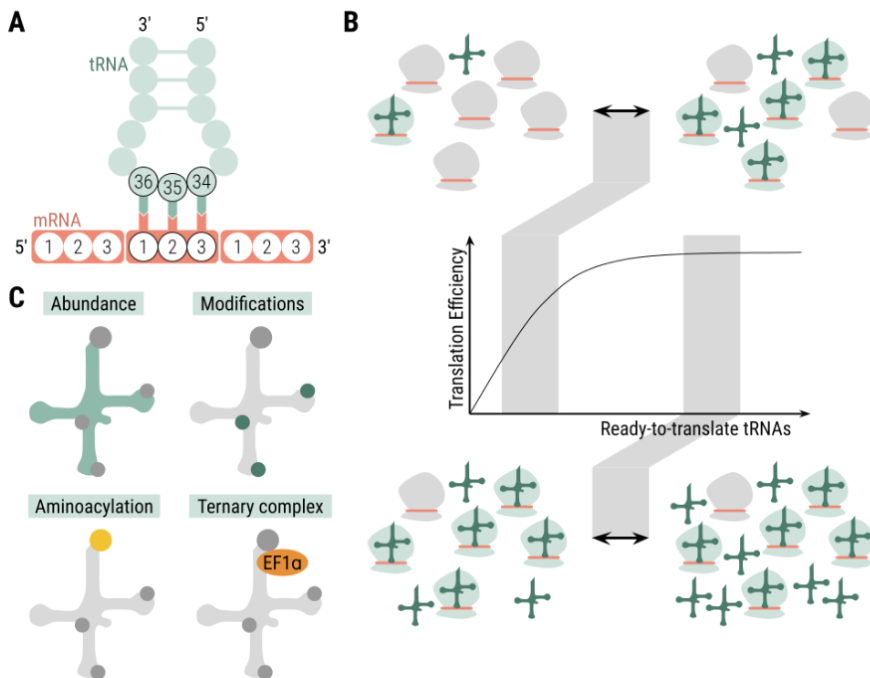 A
3' 5'
tRNA
36 35 34
mRNA
5' 1 2 3 1 2 3 1 2 3 3'
B
Translation Efficiency
Ready-to-translate tRNAs
C
Abundance Modifications
Aminoacylation Ternary complex
EF1α